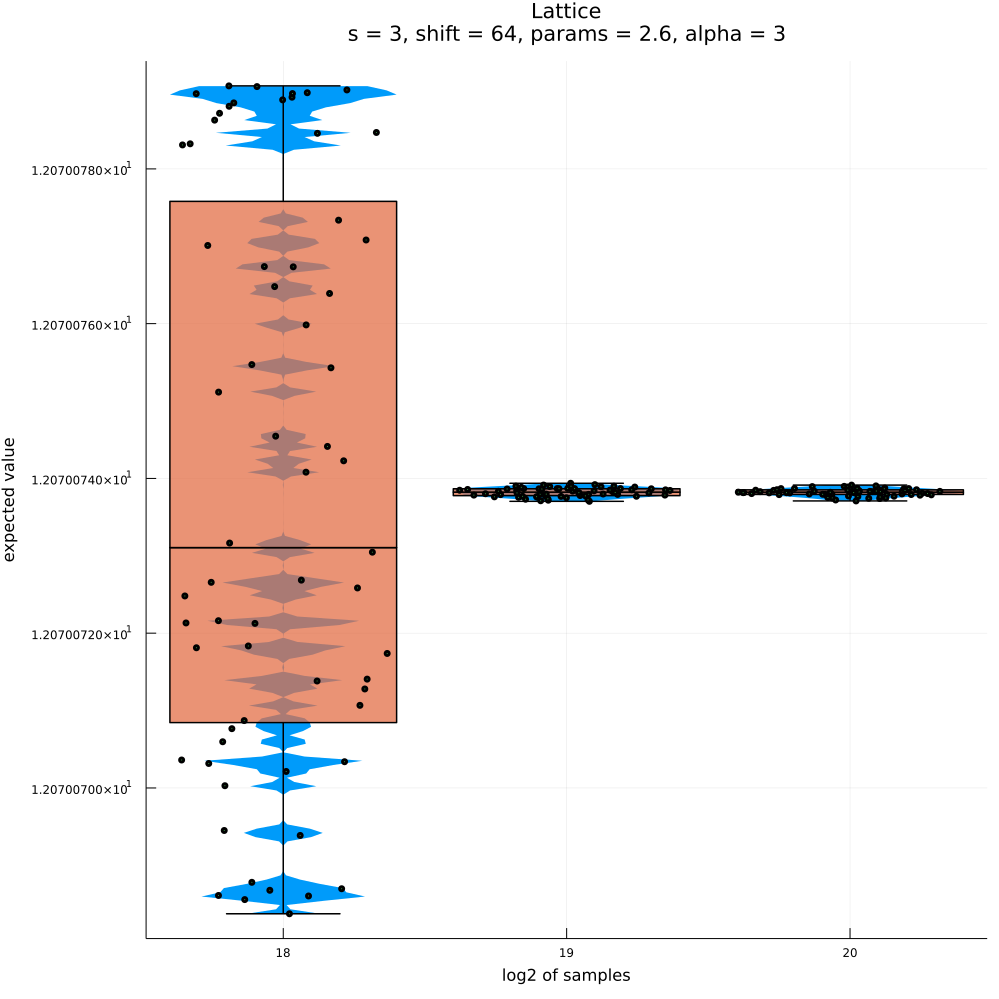 Lattice
s = 3, shift = 64, params = 2.6, alpha = 3
expected value
1.20700780×10¹
1.20700760×10¹
1.20700740×10¹
1.20700720×10¹
1.20700700×10¹
18 19 20
log2 of samples